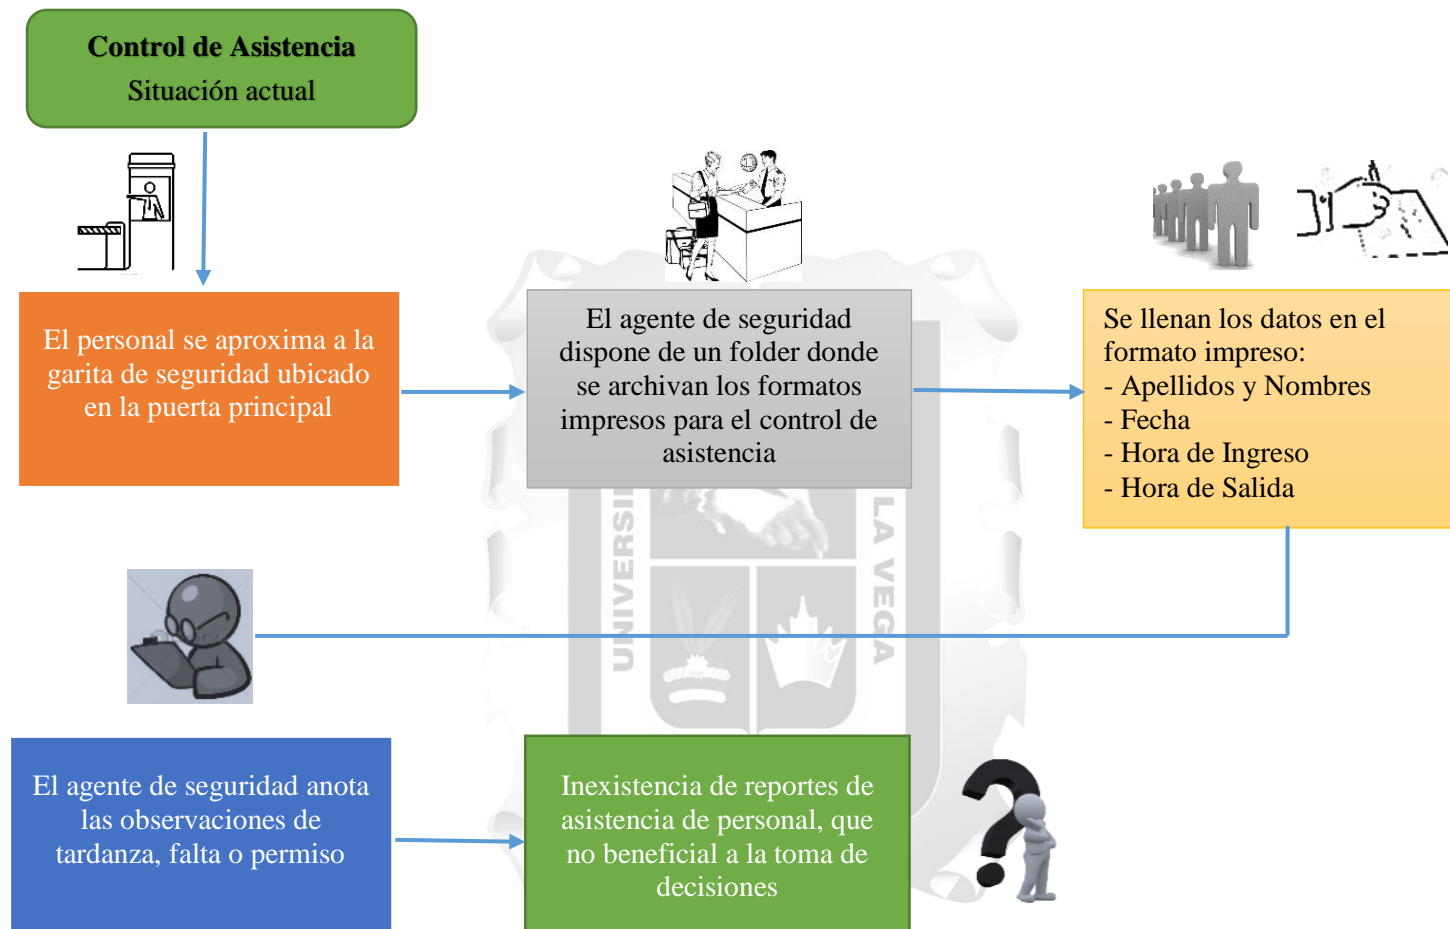 Control de Asistencia
Situación actual
El personal se aproxima a la
garita de seguridad ubicado
en la puerta principal
El agente de seguridad
dispone de un folder donde
se archivan los formatos
impresos para el control de
asistencia
Se llenan los datos en el
formato impreso:
- Apellidos y Nombres
- Fecha
- Hora de Ingreso
- Hora de Salida
UNIVERSI
LA VEGA
El agente de seguridad anota
las observaciones de
tardanza, falta o permiso
Inexistencia de reportes de
asistencia de personal, que
no beneficial a la toma de
decisiones